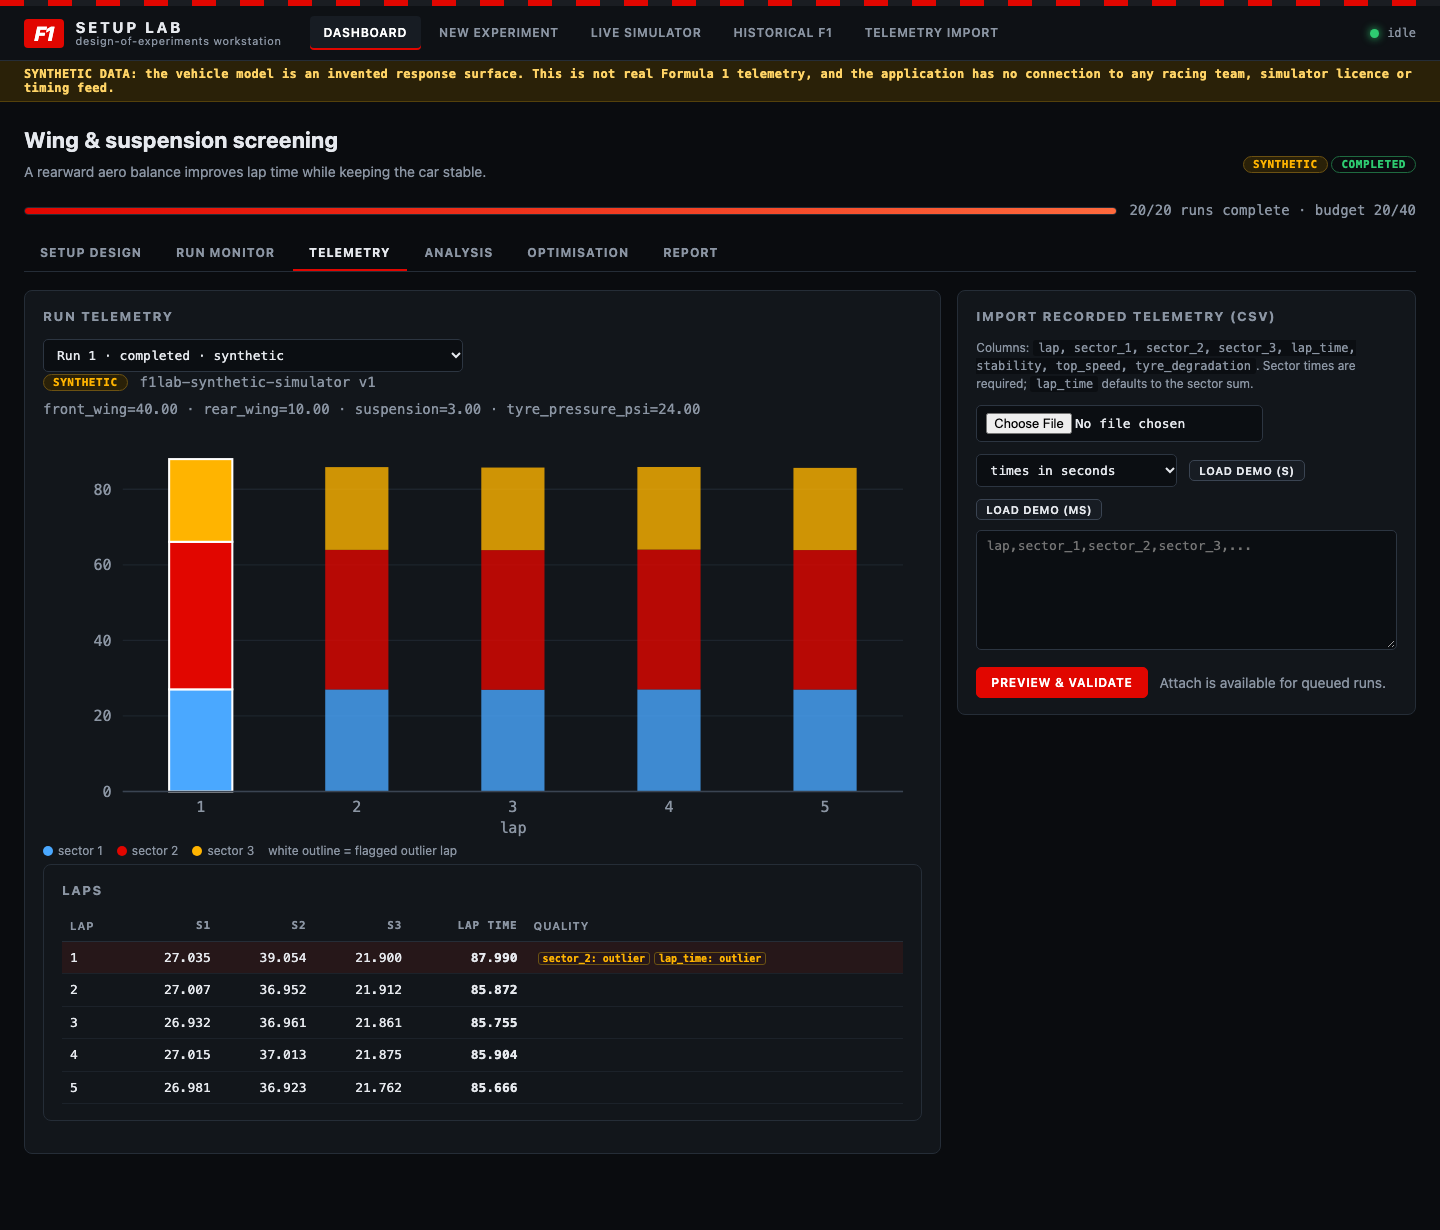 F1
SETUP LAB
design-of-experiments workstation
DASHBOARD
NEW EXPERIMENT
LIVE SIMULATOR
HISTORICAL F1
TELEMETRY IMPORT
idle
SYNTHETIC DATA: the vehicle model is an invented response surface. This is not real Formula 1 telemetry, and the application has no connection to any racing team, simulator licence or
timing feed.
Wing & suspension screening
A rearward aero balance improves lap time while keeping the car stable.
SYNTHETIC
COMPLETED
20/20 runs complete · budget 20/40
SETUP DESIGN
RUN MONITOR
TELEMETRY
ANALYSIS
OPTIMISATION
REPORT
RUN TELEMETRY
Run 1 · completed · synthetic
SYNTHETIC f1lab-synthetic-simulator v1
front_wing=40.00 · rear_wing=10.00 · suspension=3.00 · tyre_pressure_psi=24.00
80
60
40
20
0
1 2 3 4 5
lap
sector 1 sector 2 sector 3 white outline = flagged outlier lap
LAPS
LAP S1 S2 S3 LAP TIME QUALITY
1 27.035 39.054 21.900 87.990 sector_2: outlier lap_time: outlier
2 27.007 36.952 21.912 85.872
3 26.932 36.961 21.861 85.755
4 27.015 37.013 21.875 85.904
5 26.981 36.923 21.762 85.666
IMPORT RECORDED TELEMETRY (CSV)
Columns: lap, sector_1, sector_2, sector_3, lap_time,
stability, top_speed, tyre_degradation . Sector times are
required; lap_time defaults to the sector sum.
Choose File No file chosen
times in seconds
LOAD DEMO (S)
LOAD DEMO (MS)
lap,sector_1,sector_2,sector_3,...
PREVIEW & VALIDATE
Attach is available for queued runs.